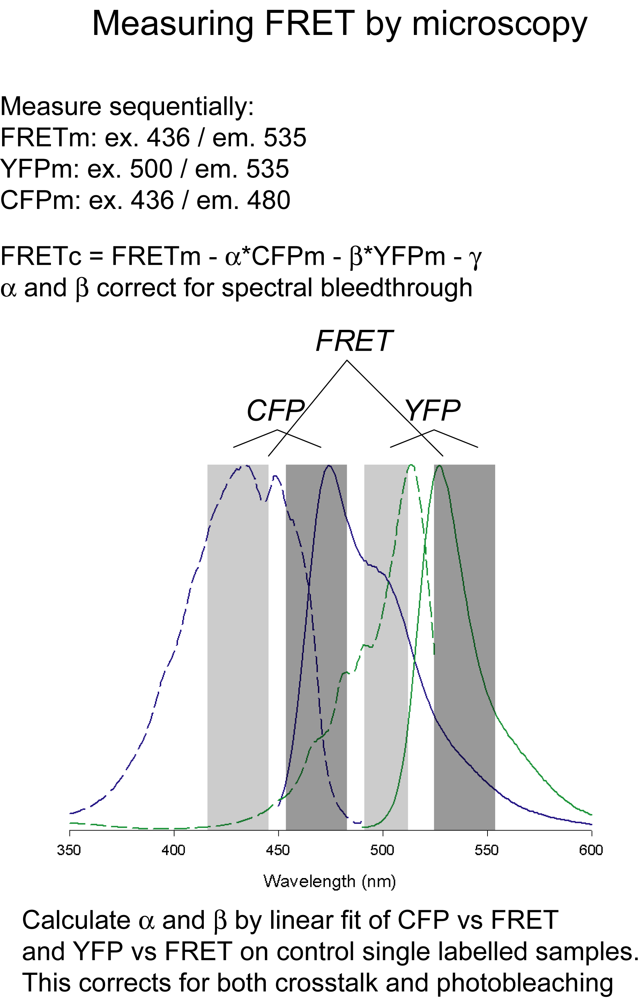 Measuring FRET by microscopy
Measure sequentially:
FRETm: ex. 436 / em. 535
YFPm: ex. 500 / em. 535
CFPm: ex. 436 / em. 480
FRETc = FRETm - α*CFPm - β*YFPm - γ
α and β correct for spectral bleedthrough
FRET
CFP YFP
350 400 450 500 550 600
Wavelength (nm)
Calculate α and β by linear fit of CFP vs FRET
and YFP vs FRET on control single labelled samples.
This corrects for both crosstalk and photobleaching